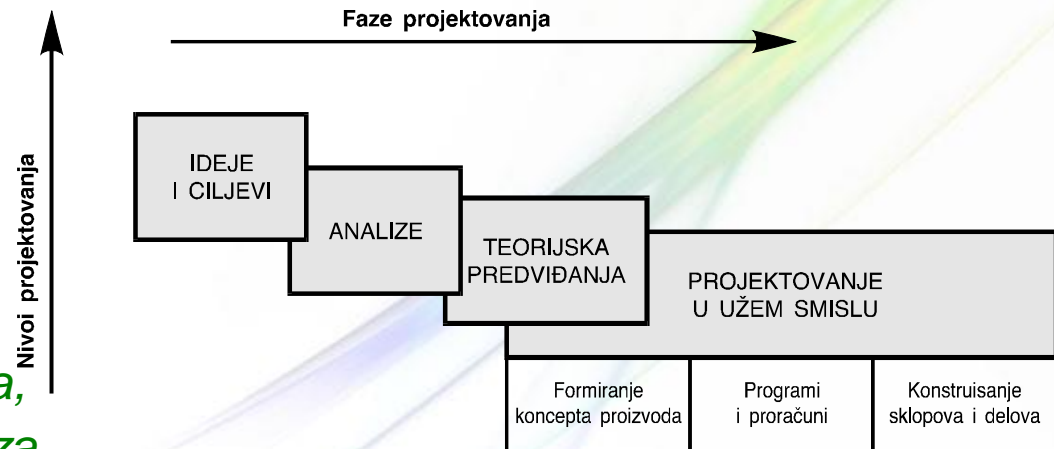 Faze projektovanja
Nivoi projektovanja
IDEJE
I CILJEVI
ANALIZE
TEORIJSKA
PREDVIĐANJA
PROJEKTOVANJE
U UŽEM SMISLU
Formiranje
koncepta proizvoda
Programi
i proračuni
Konstruisanje
sklopova i delova